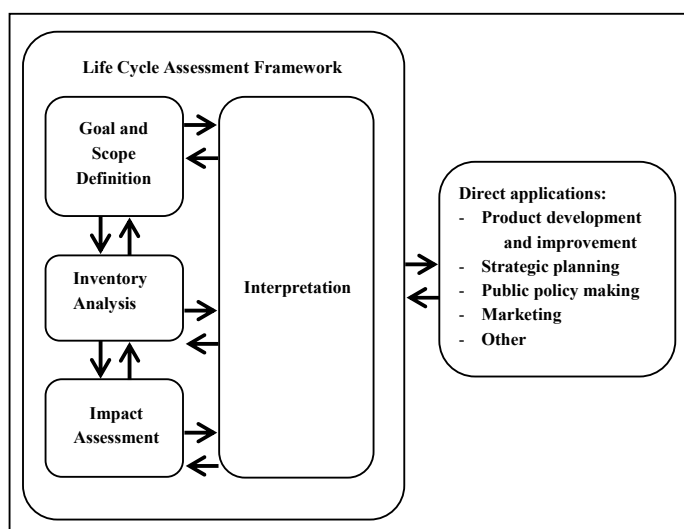 Life Cycle Assessment Framework
Goal and
Scope
Definition
Inventory
Analysis
Impact
Assessment
Interpretation
Direct applications:
- Product development
and improvement
- Strategic planning
- Public policy making
- Marketing
- Other